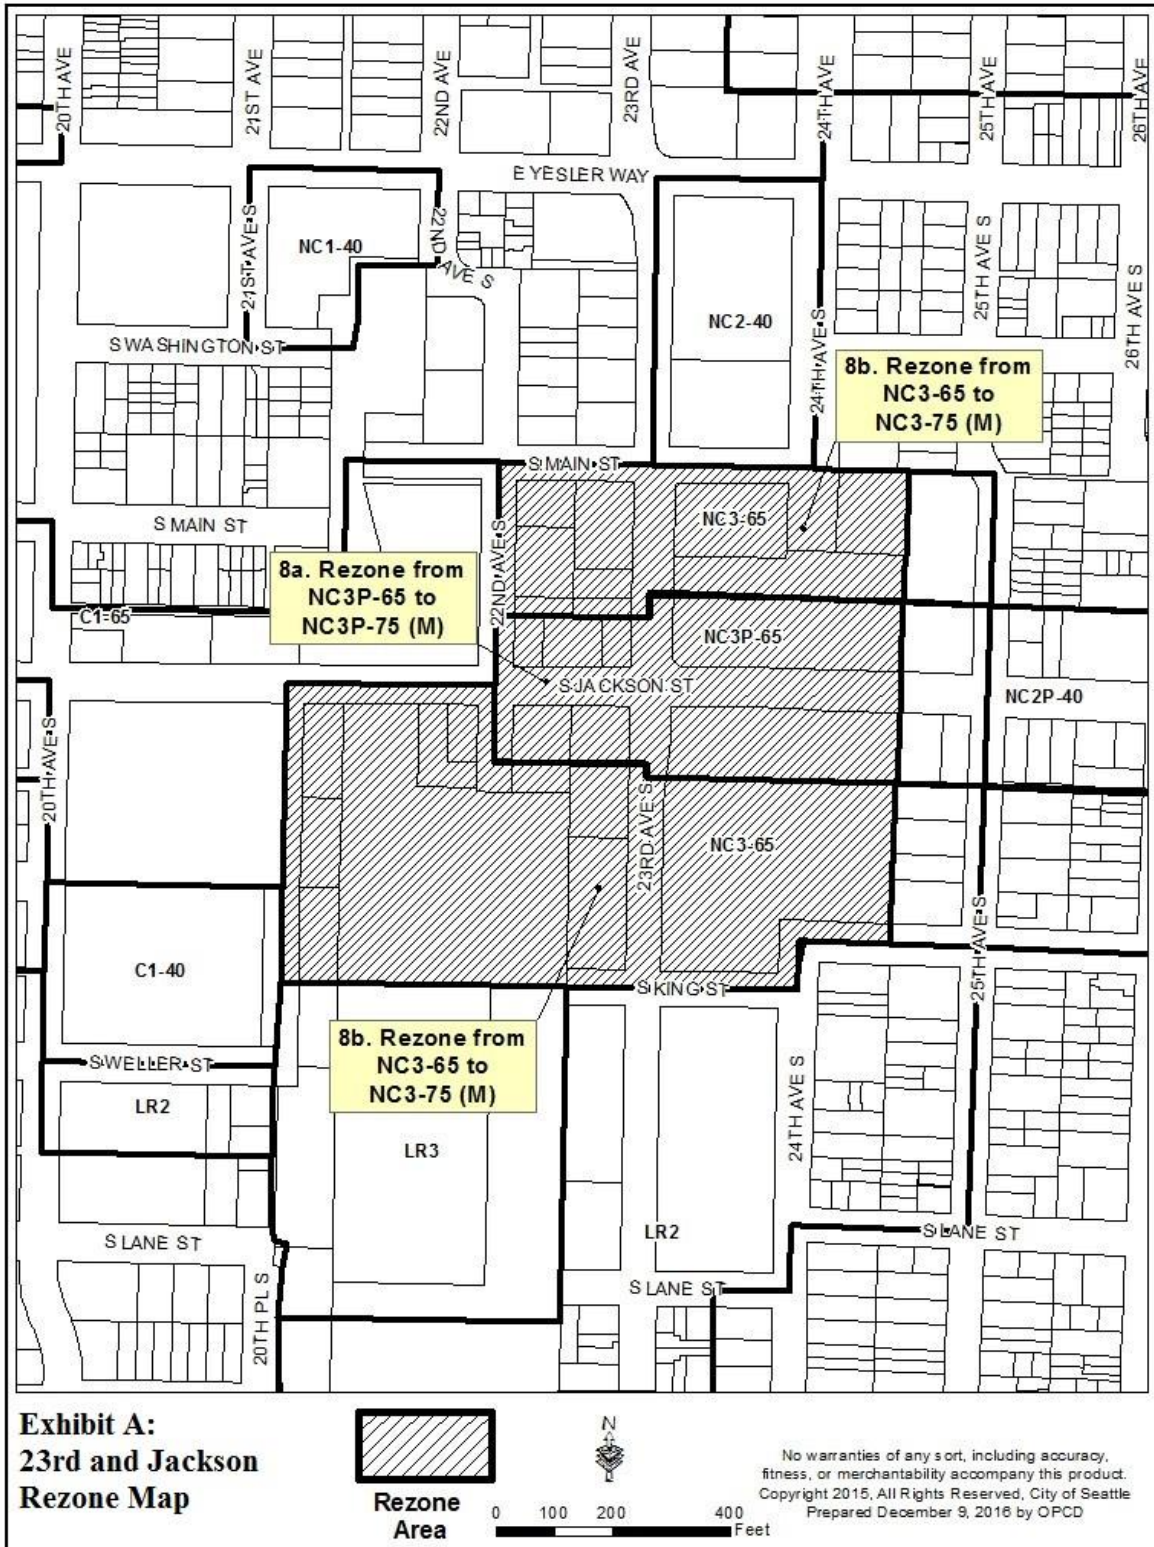 20TH AVE
21ST AVE
22ND AVE
23RD AVE
24TH AVE
25TH AVE
26TH AVE
E YESLER WAY
21ST AVE S
NC1-40
22ND AVE S
NC2-40
24TH AVE S
25TH AVE S
26TH AVE S
S WASHINGTON ST
8b. Rezone from
NC3-65 to
NC3-75 (M)
S MAIN ST
S MAIN ST
NC3-65
22ND AVE S
8a. Rezone from
NC3P-65 to
NC3P-75 (M)
C1-65
NC3P-65
S JACKSON ST
NC2P-40
20TH AVE S
23RD AVE S
NC3-65
25TH AVE S
C1-40
S KING ST
8b. Rezone from
NC3-65 to
NC3-75 (M)
S WELLER ST
LR2
LR3
24TH AVE S
LR2
S LANE ST
S LANE ST
S LANE ST
20TH PL S
Exhibit A:
23rd and Jackson
Rezone Map
Rezone
Area
N
0 100 200 400
Feet
No warranties of any sort, including accuracy,
fitness, or merchantability accompany this product.
Copyright 2015, All Rights Reserved, City of Seattle
Prepared December 9, 2016 by OPCD